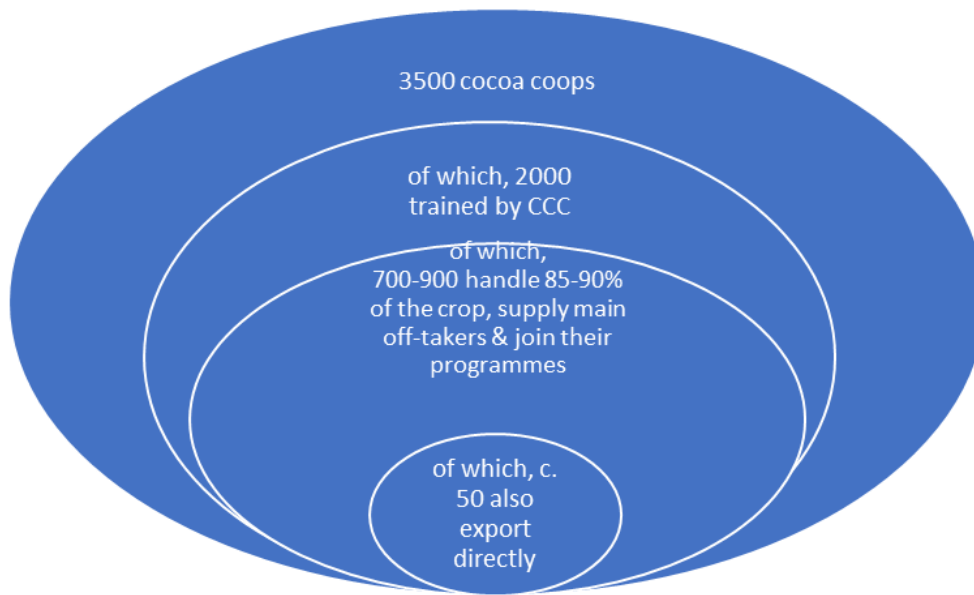 3500 cocoa coops
of which, 2000
trained by CCC
of which,
700-900 handle 85-90%
of the crop, supply main
off-takers & join their
programmes
of which, c.
50 also
export
directly